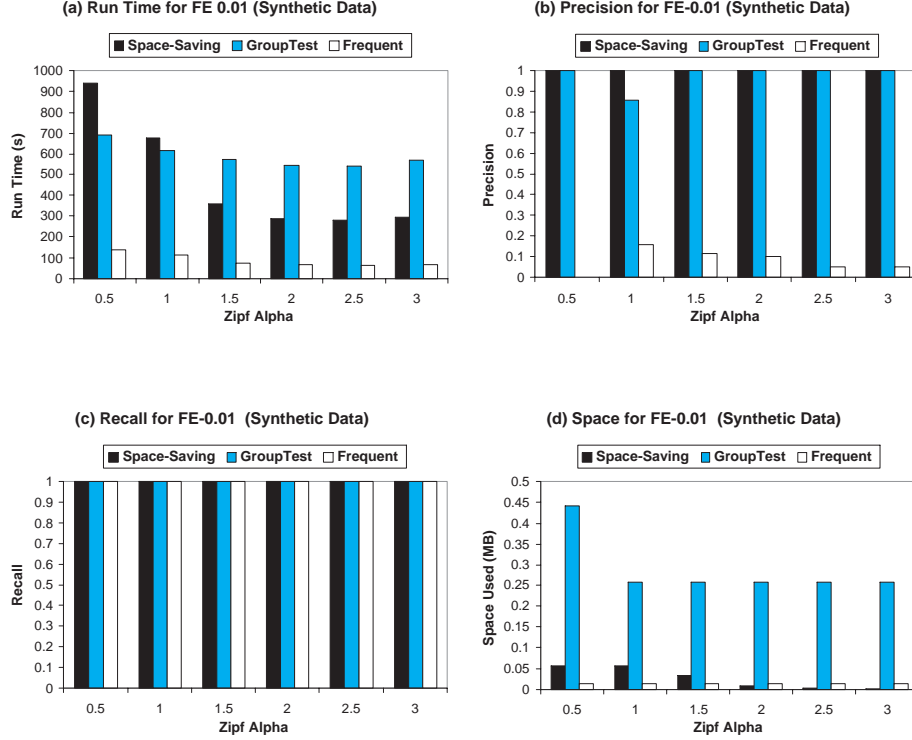 (a) Run Time for FE 0.01 (Synthetic Data)
Space-Saving GroupTest Frequent
1000
900
800
700
600
500
400
300
200
100
0
Run Time (s)
0.5 1 1.5 2 2.5 3
Zipf Alpha
(b) Precision for FE-0.01 (Synthetic Data)
Space-Saving GroupTest Frequent
1
0.9
0.8
0.7
0.6
0.5
0.4
0.3
0.2
0.1
0
Precision
0.5 1 1.5 2 2.5 3
Zipf Alpha
(c) Recall for FE-0.01 (Synthetic Data)
Space-Saving GroupTest Frequent
1
0.9
0.8
0.7
0.6
0.5
0.4
0.3
0.2
0.1
0
Recall
0.5 1 1.5 2 2.5 3
Zipf Alpha
(d) Space for FE-0.01 (Synthetic Data)
Space-Saving GroupTest Frequent
0.5
0.45
0.4
0.35
0.3
0.25
0.2
0.15
0.1
0.05
0
Space Used (MB)
0.5 1 1.5 2 2.5 3
Zipf Alpha